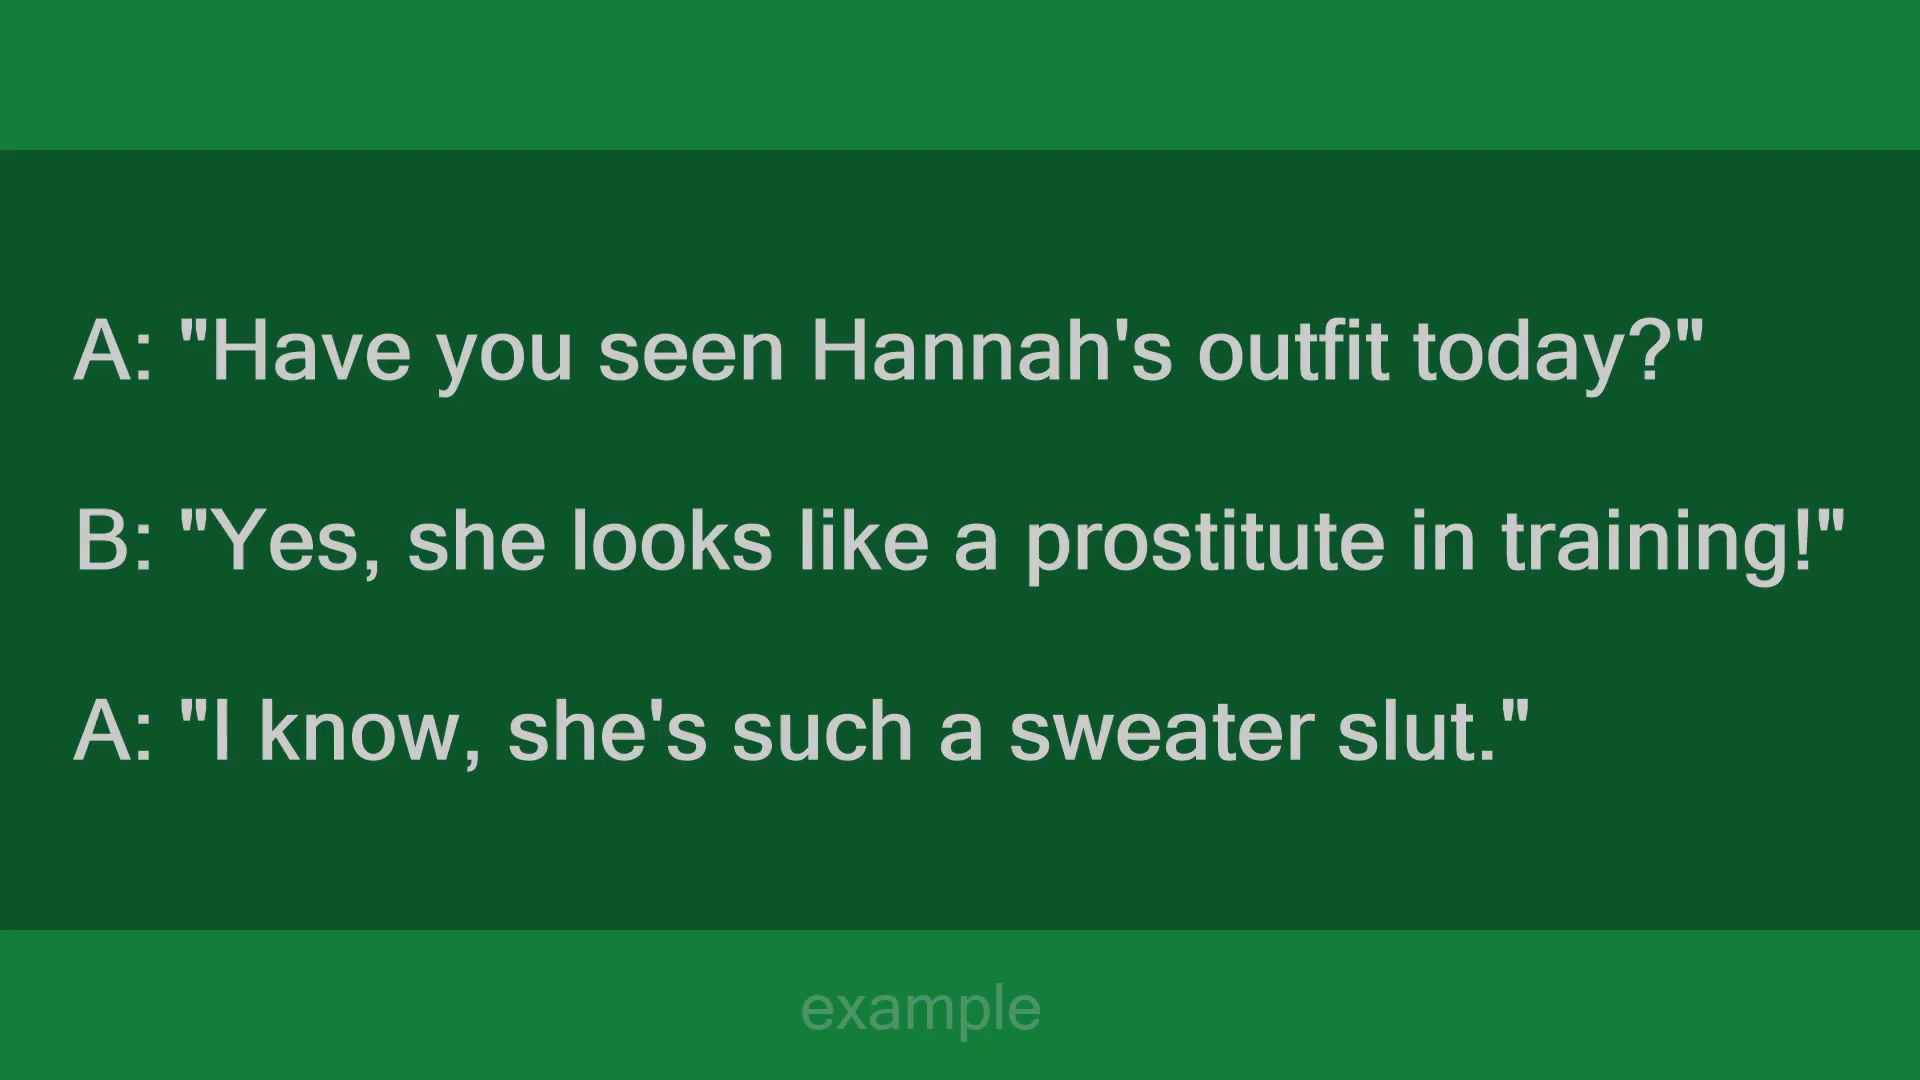 A: "Have you seen Hannah's outfit today?"
B: "Yes, she looks like a prostitute in training!"
A: "I know, she's such a sweater slut."
example